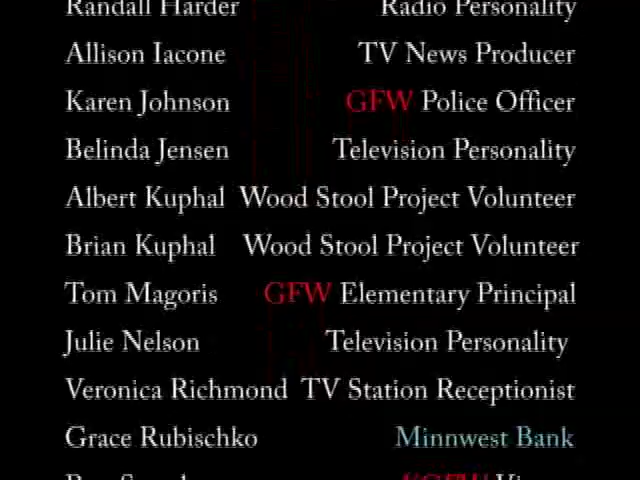 Randall Harder Radio Personality
Allison Iacone TV News Producer
Karen Johnson GFW Police Officer
Belinda Jensen Television Personality
Albert Kuphal Wood Stool Project Volunteer
Brian Kuphal Wood Stool Project Volunteer
Tom Magoris GFW Elementary Principal
Julie Nelson Television Personality
Veronica Richmond TV Station Receptionist
Grace Rubischko Minnwest Bank